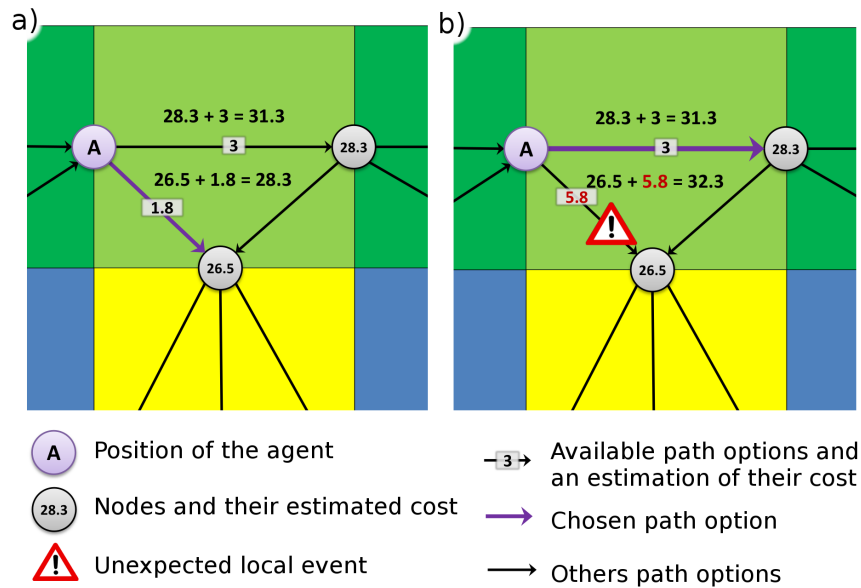 a)
b)
28.3 + 3 = 31.3
A
3
28.3
26.5 + 1.8 = 28.3
1.8
26.5
28.3 + 3 = 31.3
A
3
28.3
26.5 + 5.8 = 32.3
5.8
!
26.5
A
Position of the agent
28.3
Nodes and their estimated cost
!
Unexpected local event
3
Available path options and
an estimation of their cost
Chosen path option
Others path options